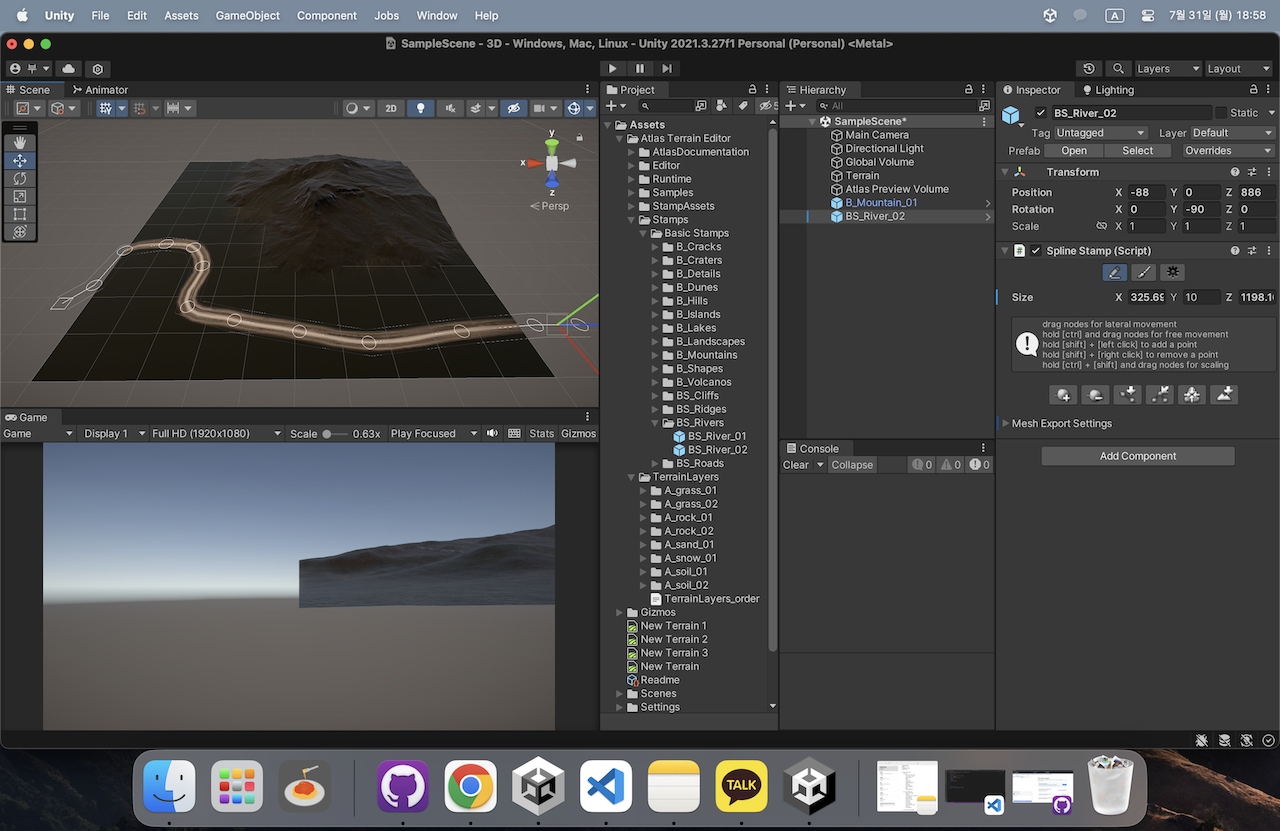 Unity File Edit Assets GameObject Component Jobs Window Help
A 7월 31일 (월) 18:58
SampleScene - 3D - Windows, Mac, Linux - Unity 2021.3.27f1 Personal (Personal) <Metal>
Layers Layout
Scene Animator
2D
y
x
z
Persp
Game
Game Display 1 Full HD (1920x1080) Scale 0.63x Play Focused Stats Gizmos
Project
5
Assets
Atlas Terrain Editor
AtlasDocumentation
Editor
Runtime
Samples
StampAssets
Stamps
Basic Stamps
B_Cracks
B_Craters
B_Details
B_Dunes
B_Hills
B_Islands
B_Lakes
B_Landscapes
B_Mountains
B_Shapes
B_Volcanos
BS_Cliffs
BS_Ridges
BS_Rivers
BS_River_01
BS_River_02
BS_Roads
TerrainLayers
A_grass_01
A_grass_02
A_rock_01
A_rock_02
A_sand_01
A_snow_01
A_soil_01
A_soil_02
TerrainLayers_order
Gizmos
New Terrain 1
New Terrain 2
New Terrain 3
New Terrain
Readme
Scenes
Settings
Hierarchy
All
SampleScene*
Main Camera
Directional Light
Global Volume
Terrain
Atlas Preview Volume
B_Mountain_01
BS_River_02
Console
Clear Collapse 0 0 0
Inspector Lighting
BS_River_02 Static
Tag Untagged Layer Default
Prefab Open Select Overrides
Transform
Position X -88 Y 0 Z 886
Rotation X 0 Y -90 Z 0
Scale X 1 Y 1 Z 1
Spline Stamp (Script)
Size X 325.69 Y 10 Z 1198.1
drag nodes for lateral movement
hold [ctrl] and drag nodes for free movement
hold [shift] + [left click] to add a point
hold [shift] + [right click] to remove a point
hold [ctrl] + [shift] and drag nodes for scaling
Mesh Export Settings
Add Component
TALK